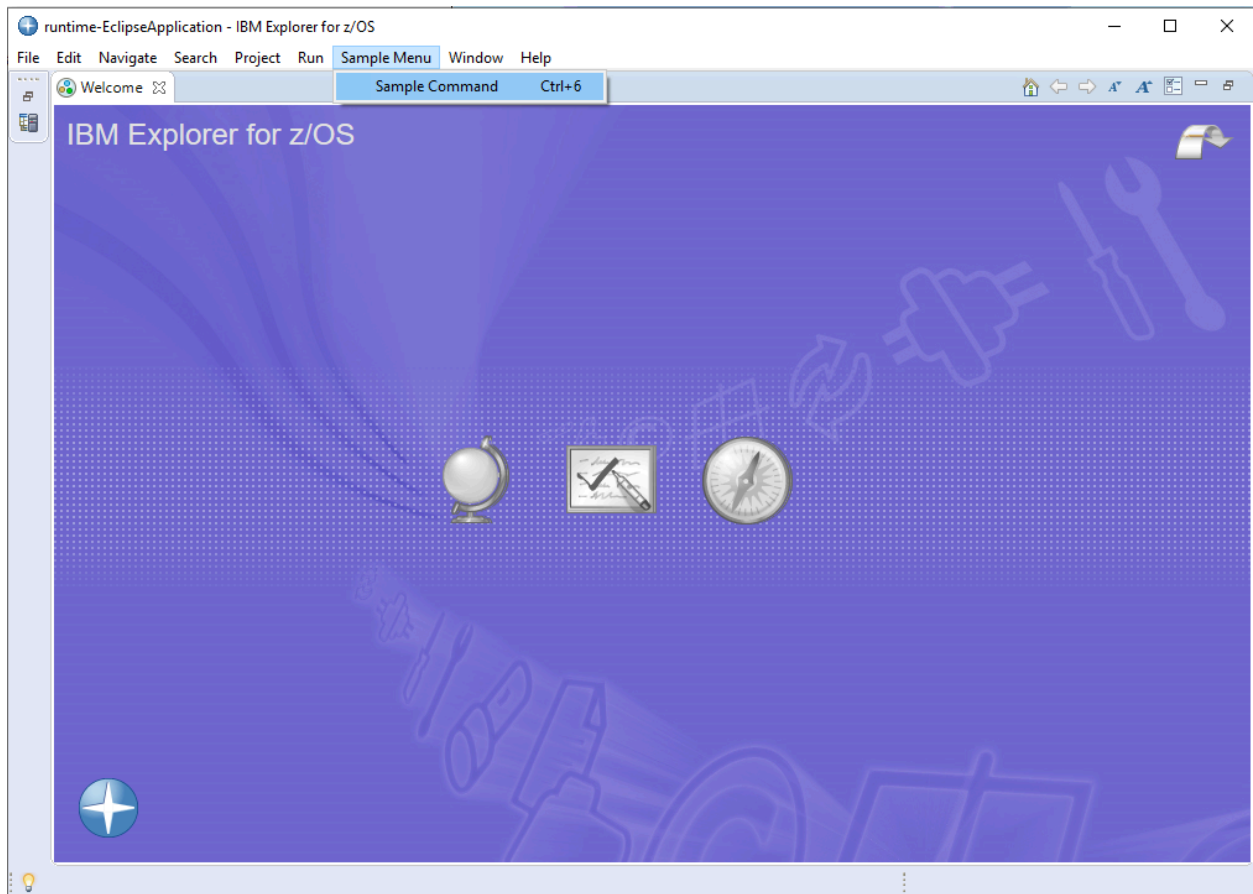 runtime-EclipseApplication - IBM Explorer for z/OS
File Edit Navigate Search Project Run Sample Menu Window Help
Sample Command Ctrl+6
Welcome
IBM Explorer for z/OS